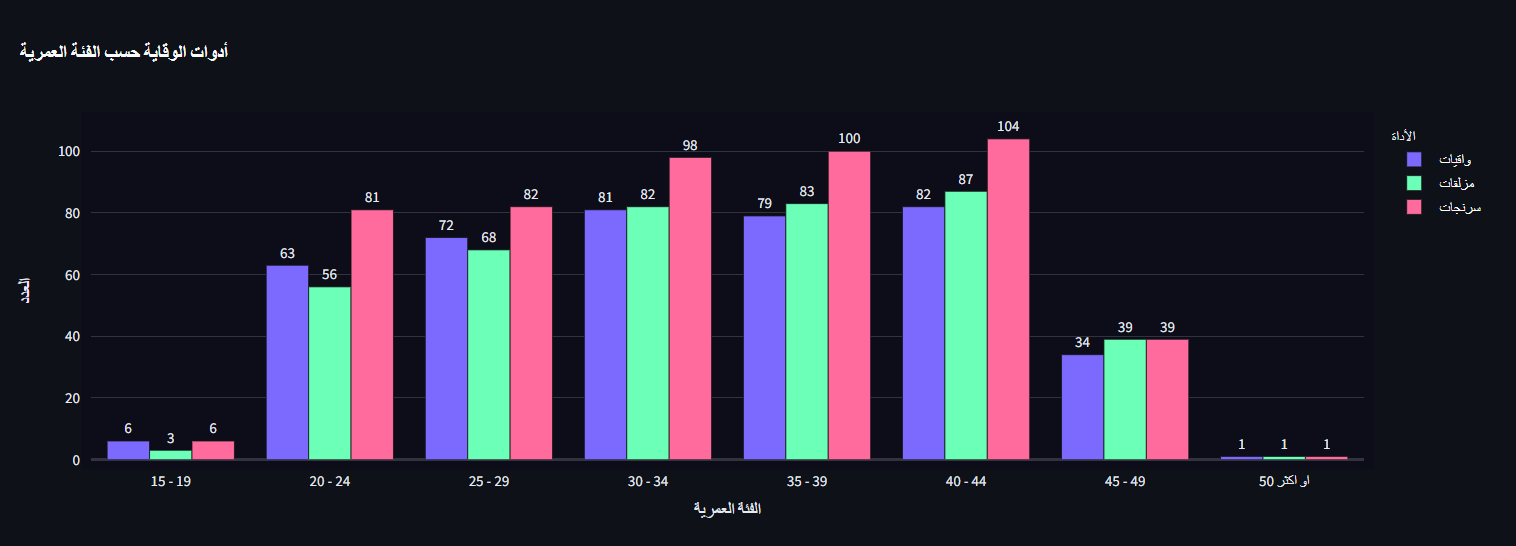 أدوات الوقاية حسب الفئة العمرية
الأداة
واقيات
مزلقات
سرنجات
العدد
100
80
60
40
20
0
6 3 6
63 56 81
72 68 82
81 82 98
79 83 100
82 87 104
34 39 39
1 1 1
15 - 19
20 - 24
25 - 29
30 - 34
35 - 39
40 - 44
45 - 49
50 او اكثر
الفئة العمرية